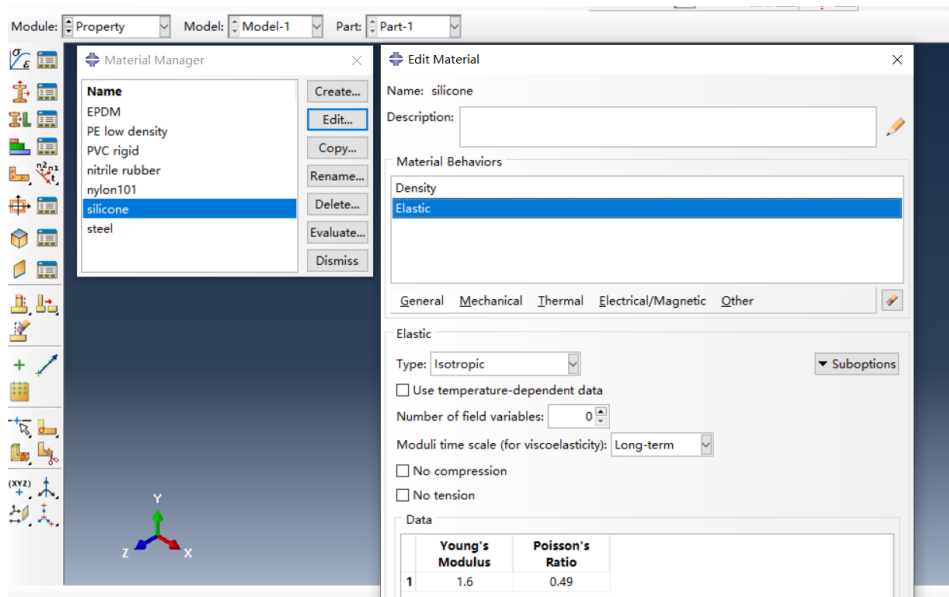 Module: Property Model: Model-1 Part: Part-1
Material Manager
Name
EPDM
PE low density
PVC rigid
nitrile rubber
nylon101
silicone
steel
Create...
Edit...
Copy...
Rename...
Delete...
Evaluate...
Dismiss
Edit Material
Name: silicone
Description:
Material Behaviors
Density
Elastic
General Mechanical Thermal Electrical/Magnetic Other
Elastic
Type: Isotropic
Suboptions
Use temperature-dependent data
Number of field variables: 0
Moduli time scale (for viscoelasticity): Long-term
No compression
No tension
Data
Young's Poisson's
Modulus Ratio
1 1.6 0.49
(XYZ)
n2 n1
t
σ
ε
Y
Z
X